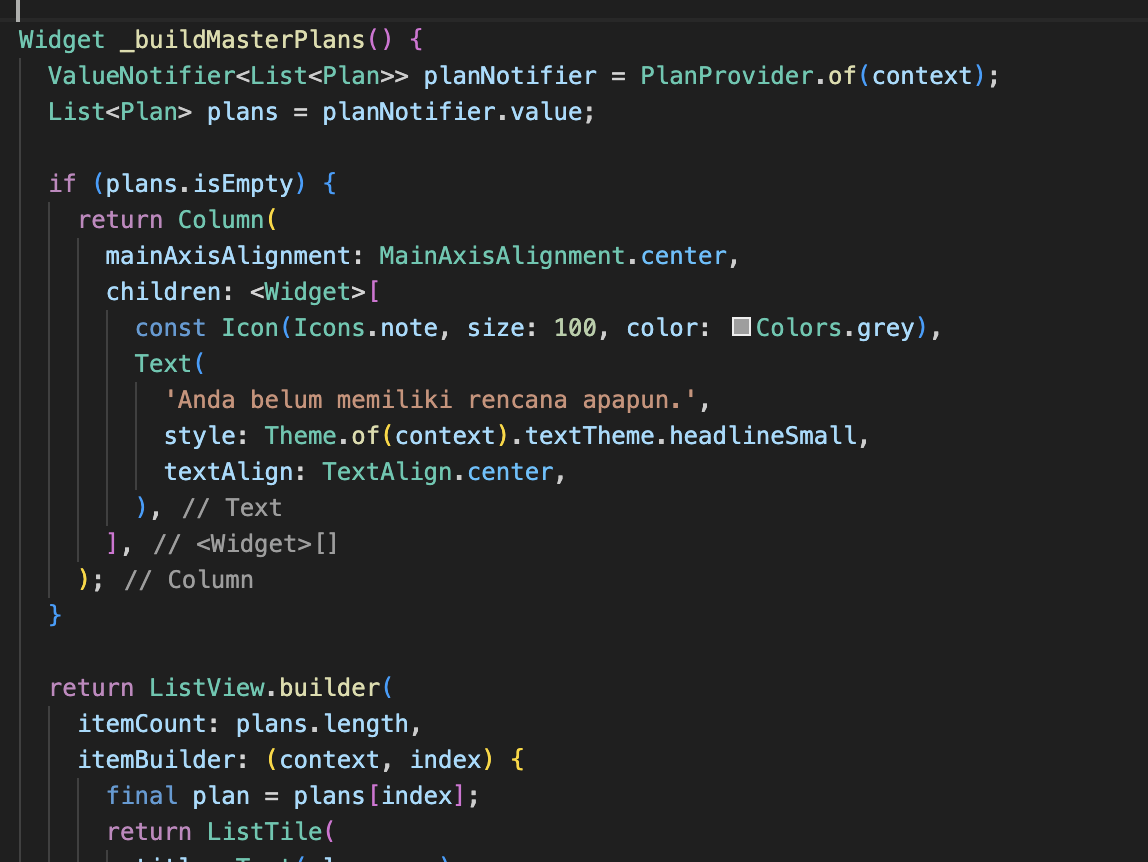 Widget _buildMasterPlans() {
  ValueNotifier<List<Plan>> planNotifier = PlanProvider.of(context);
  List<Plan> plans = planNotifier.value;

  if (plans.isEmpty) {
    return Column(
      mainAxisAlignment: MainAxisAlignment.center,
      children: <Widget>[
        const Icon(Icons.note, size: 100, color: Colors.grey),
        Text(
          'Anda belum memiliki rencana apapun.',
          style: Theme.of(context).textTheme.headlineSmall,
          textAlign: TextAlign.center,
        ), // Text
      ], // <Widget>[]
    ); // Column
  }

  return ListView.builder(
    itemCount: plans.length,
    itemBuilder: (context, index) {
      final plan = plans[index];
      return ListTile(